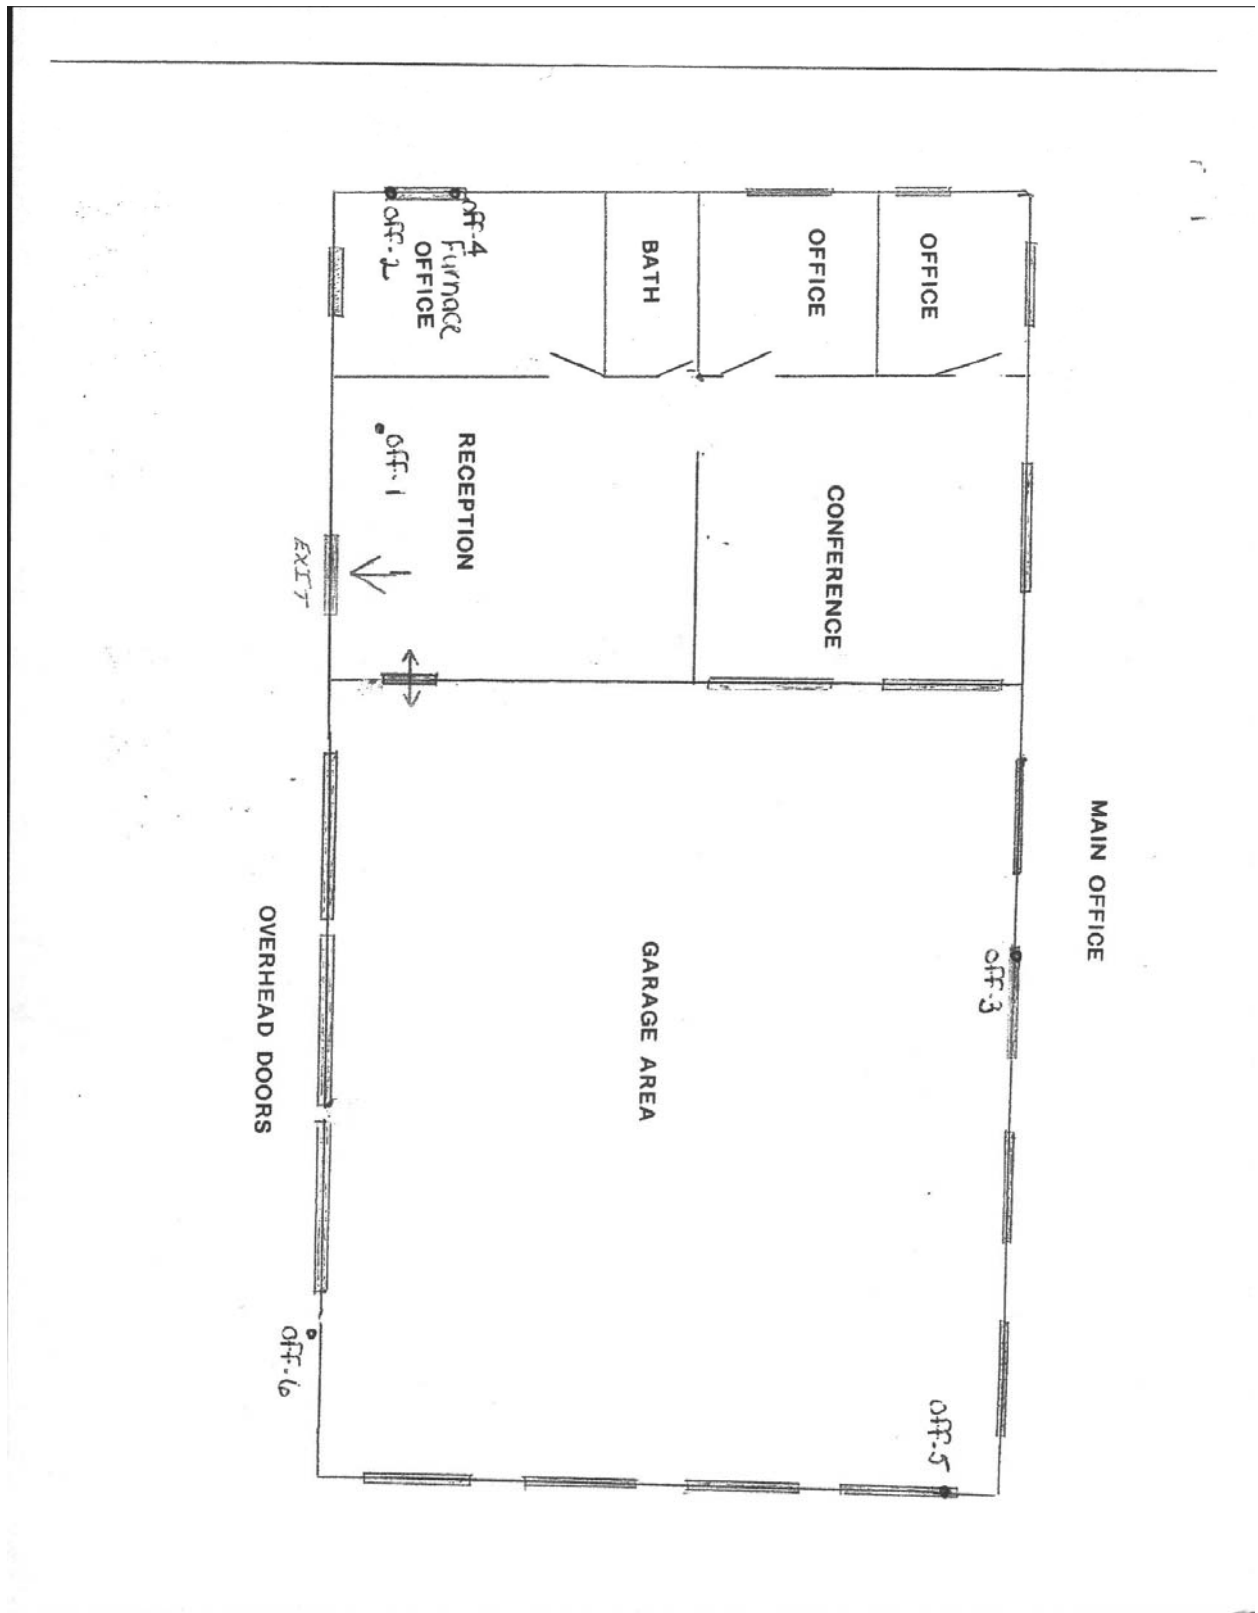 MAIN OFFICE
OFFICE
OFFICE
BATH
Furnace
OFFICE
Off-4
Off-2
CONFERENCE
RECEPTION
Off-1
EXIT
GARAGE AREA
Off-3
OVERHEAD DOORS
Off-5
Off-6